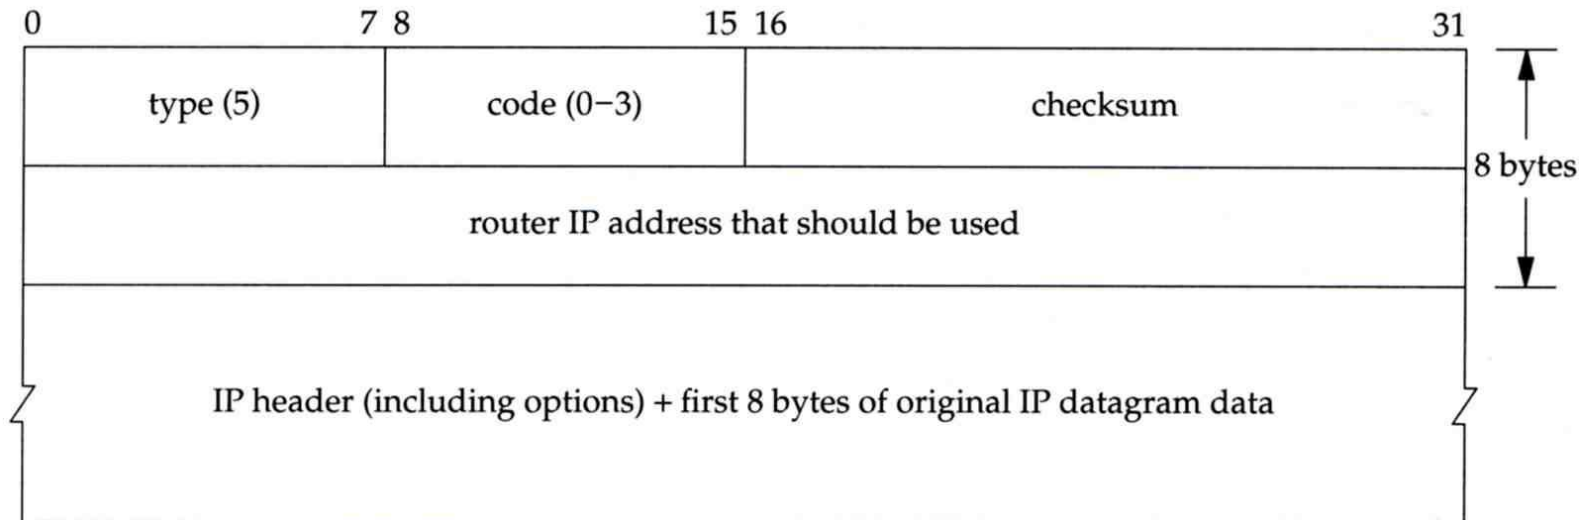 0 7 8 15 16 31
type (5) code (0−3) checksum
8 bytes
router IP address that should be used
IP header (including options) + first 8 bytes of original IP datagram data